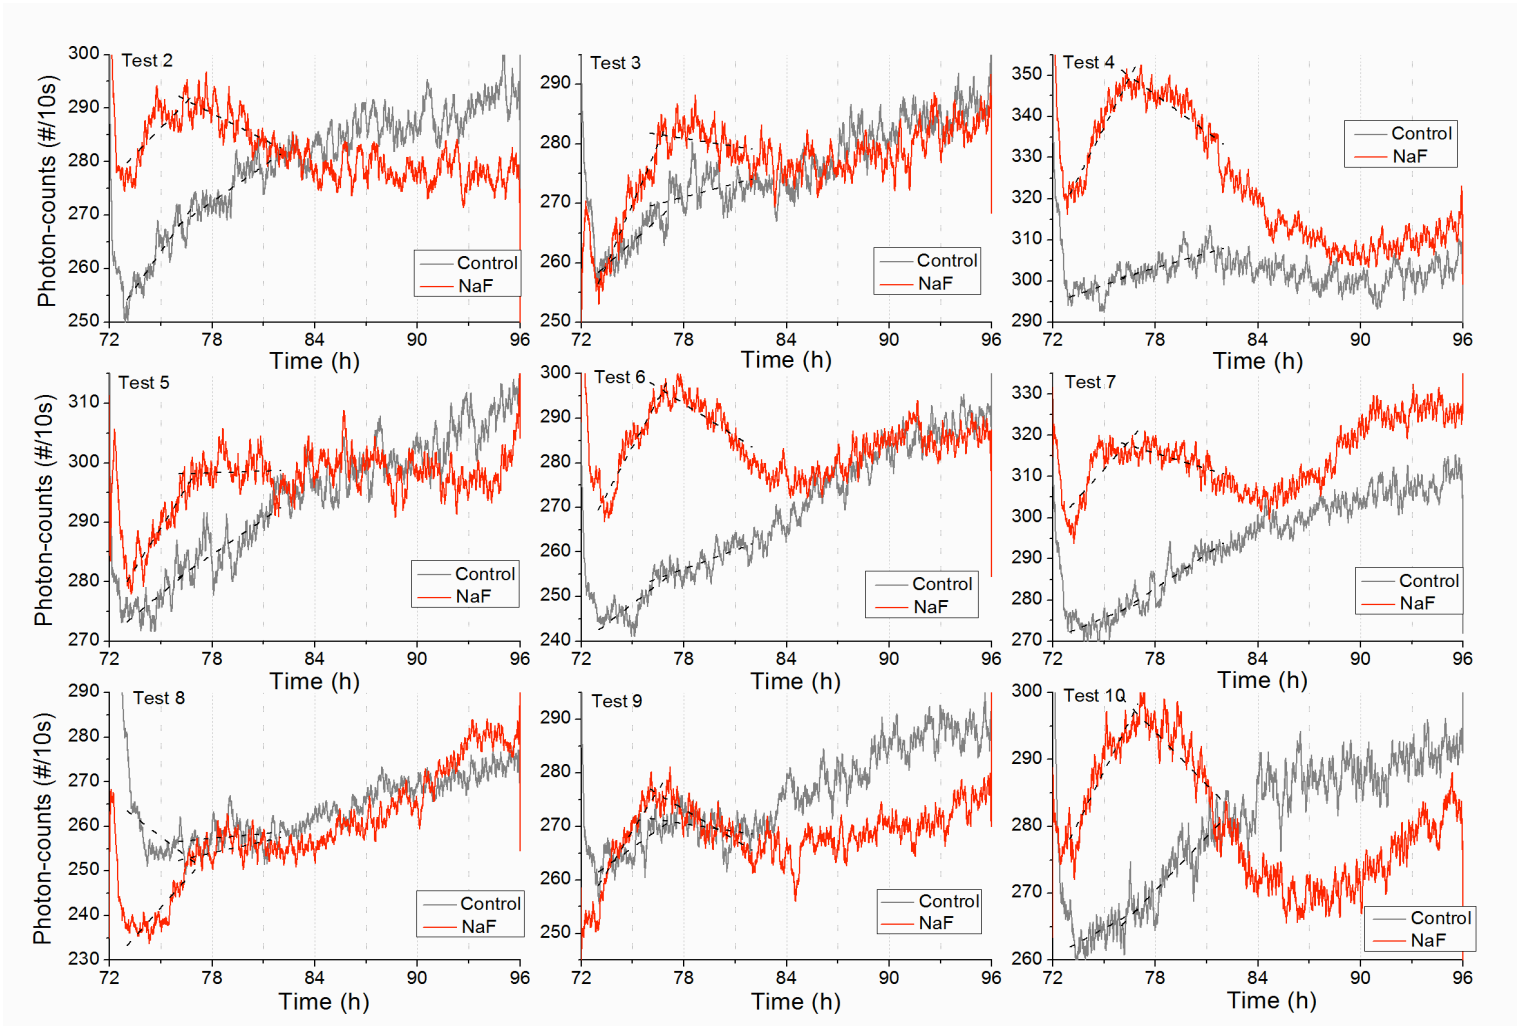 Test 2
Photon-counts (#/10s)
300
290
280
270
260
250
Control
NaF
72 78 84 90 96
Time (h)
Test 3
290
280
270
260
250
Control
NaF
72 78 84 90 96
Time (h)
Test 4
350
340
330
320
310
300
290
Control
NaF
72 78 84 90 96
Time (h)
Test 5
Photon-counts (#/10s)
310
300
290
280
270
Control
NaF
72 78 84 90 96
Time (h)
Test 6
300
290
280
270
260
250
240
Control
NaF
72 78 84 90 96
Time (h)
Test 7
330
320
310
300
290
280
270
Control
NaF
72 78 84 90 96
Time (h)
Test 8
Photon-counts (#/10s)
290
280
270
260
250
240
230
Control
NaF
72 78 84 90 96
Time (h)
Test 9
290
280
270
260
250
Control
NaF
72 78 84 90 96
Time (h)
Test 10
300
290
280
270
260
Control
NaF
72 78 84 90 96
Time (h)